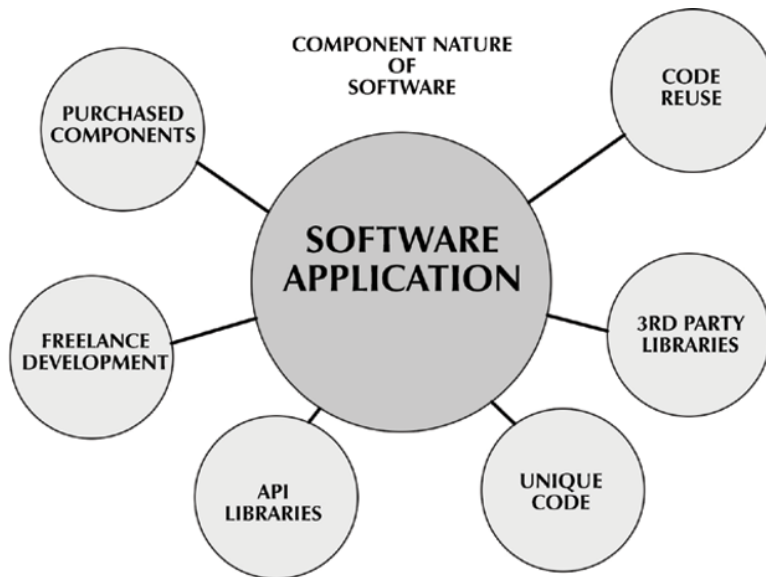 COMPONENT NATURE
OF
SOFTWARE
PURCHASED
COMPONENTS
CODE
REUSE
SOFTWARE
APPLICATION
FREELANCE
DEVELOPMENT
3RD PARTY
LIBRARIES
API
LIBRARIES
UNIQUE
CODE